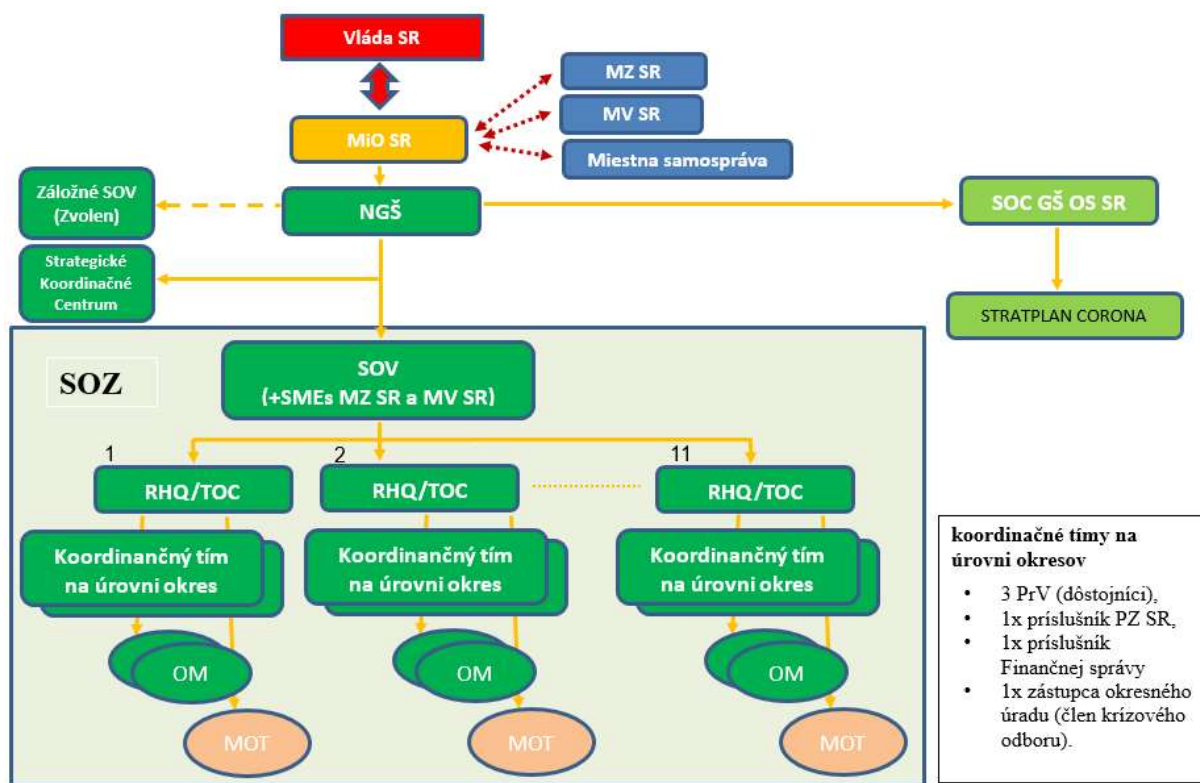 Vláda SR
MZ SR
MV SR
MiO SR
Miestna samospráva
Záložné SOV
(Zvolen)
NGŠ
SOC GŠ OS SR
Strategické
Koordinačné
Centrum
STRATPLAN CORONA
SOZ
SOV
(+SMEs MZ SR a MV SR)
1
2
11
RHQ/TOC
RHQ/TOC
RHQ/TOC
Koordinančný tím
na úrovni okres
Koordinančný tím
na úrovni okres
Koordinančný tím
na úrovni okres
OM
OM
OM
MOT
MOT
MOT
koordinačné tímy na
úrovni okresov
• 3 PrV (dôstojníci),
• 1x príslušník PZ SR,
• 1x príslušník
Finančnej správy
• 1x zástupca okresného
úradu (člen krízového
odboru).